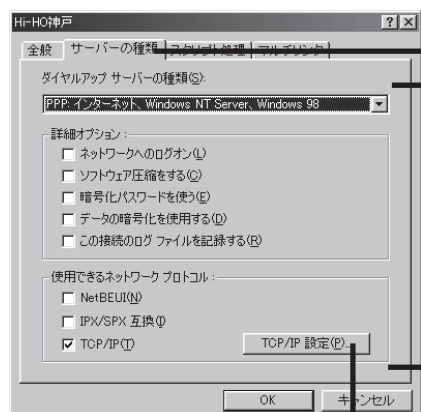 Hi-HO神戸
全般 サーバーの種類 スクリプト処理 マルチリンク
ダイヤルアップ サーバーの種類(S):
PPP: インターネット、Windows NT Server、Windows 98
詳細オプション:
ネットワークへのログオン(L)
ソフトウェア圧縮をする(C)
暗号化パスワードを使う(E)
データの暗号化を使用する(D)
この接続のログ ファイルを記録する(R)
使用できるネットワーク プロトコル:
NetBEUI(N)
IPX/SPX 互換(I)
TCP/IP(T) TCP/IP 設定(P)...
OK キャンセル